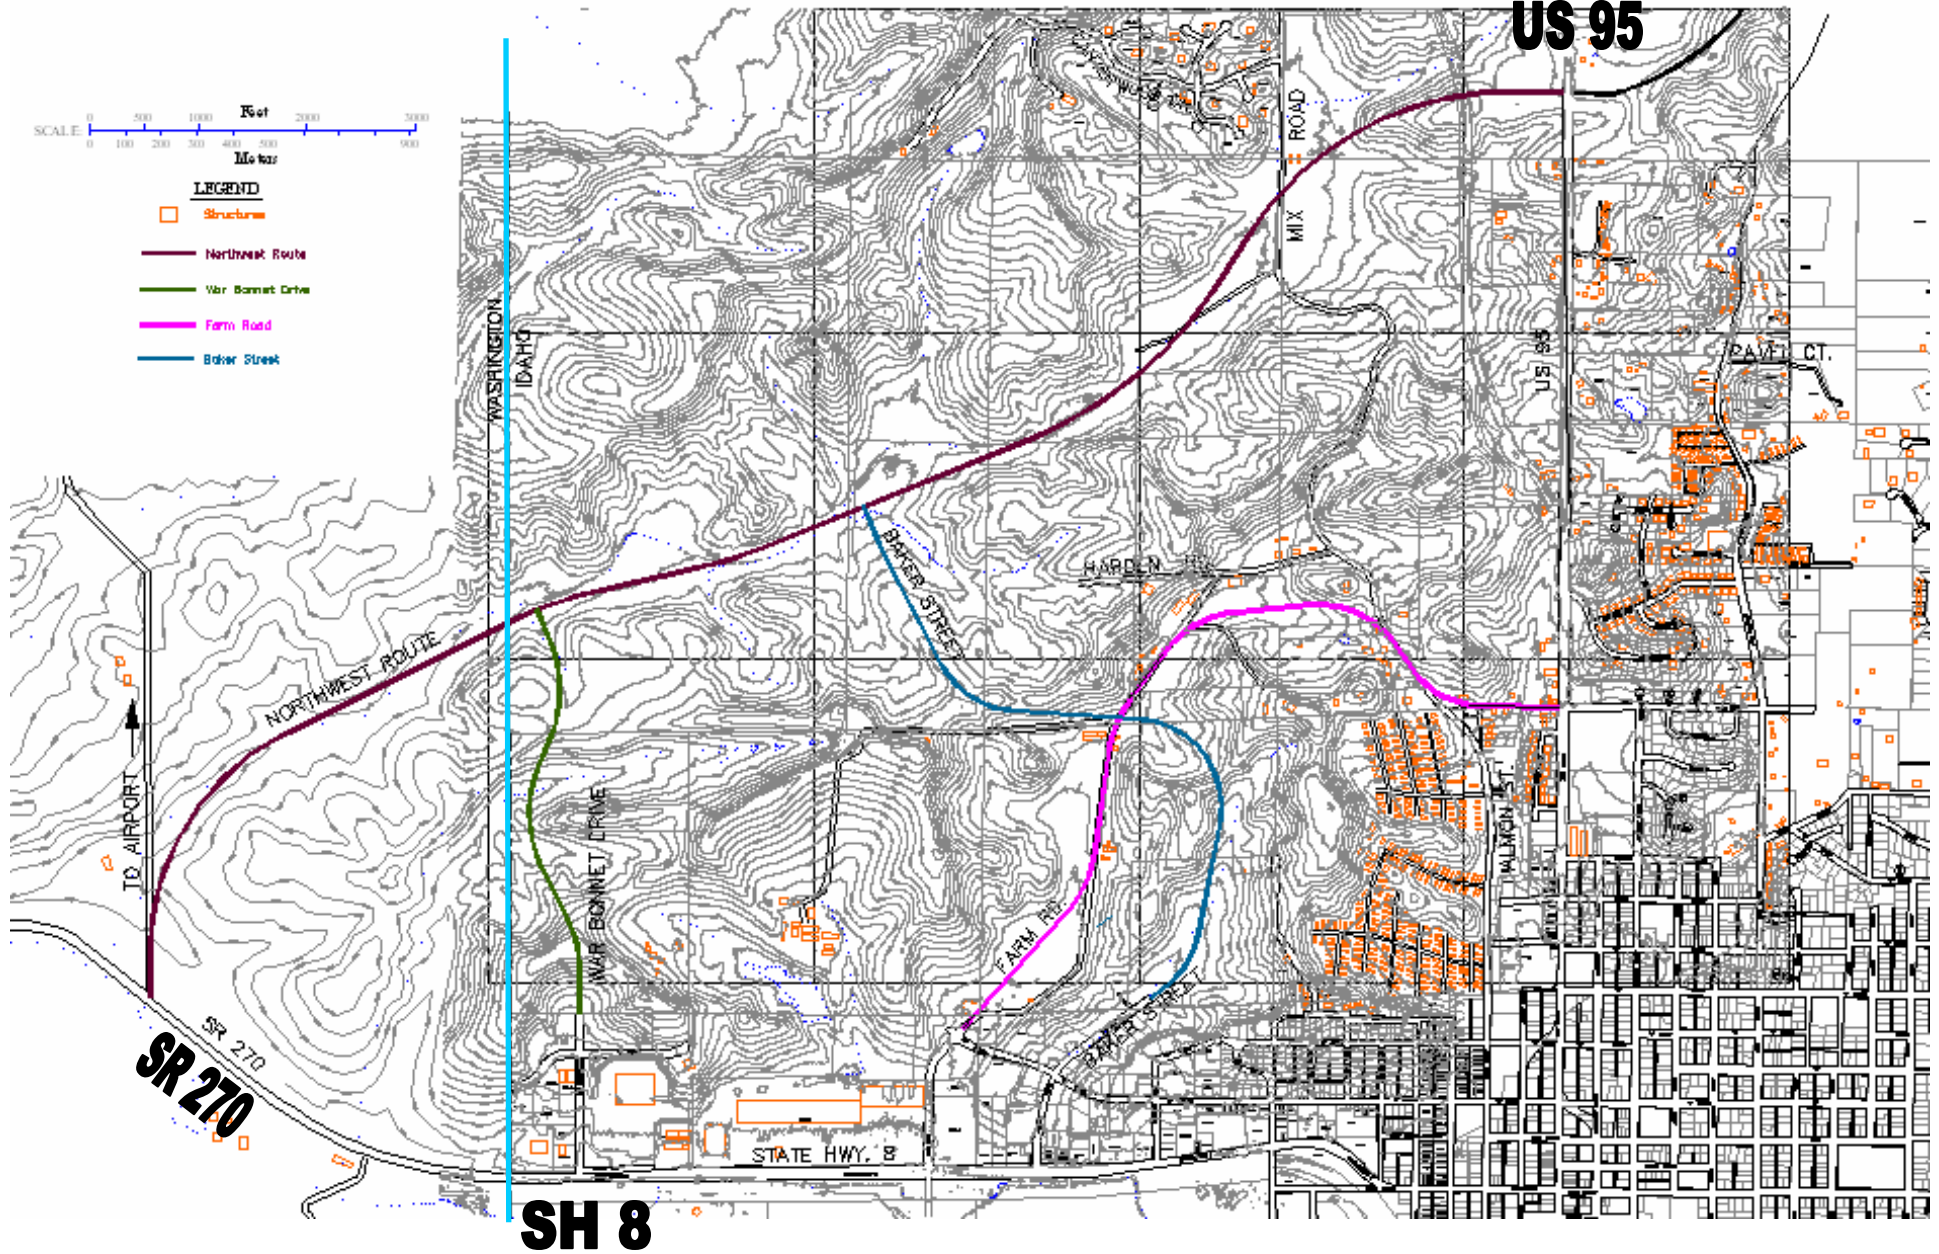 US 95
Feet
0 500 1000 2000 3000
SCALE:
0 100 200 300 400 500 900
Meters
LEGEND
Structures
Northwest Route
War Bonnet Drive
Farm Road
Baker Street
MIX ROAD
WASHINGTON
IDAHO
US 95
PAVEL CT.
BAKER STREET
HARDEN RD.
NORTHWEST ROUTE
TO AIRPORT
WAR BONNET DRIVE
ALMON ST.
FARM RD.
BAKER STREET
SR 270
SR 270
STATE HWY. 8
SH 8